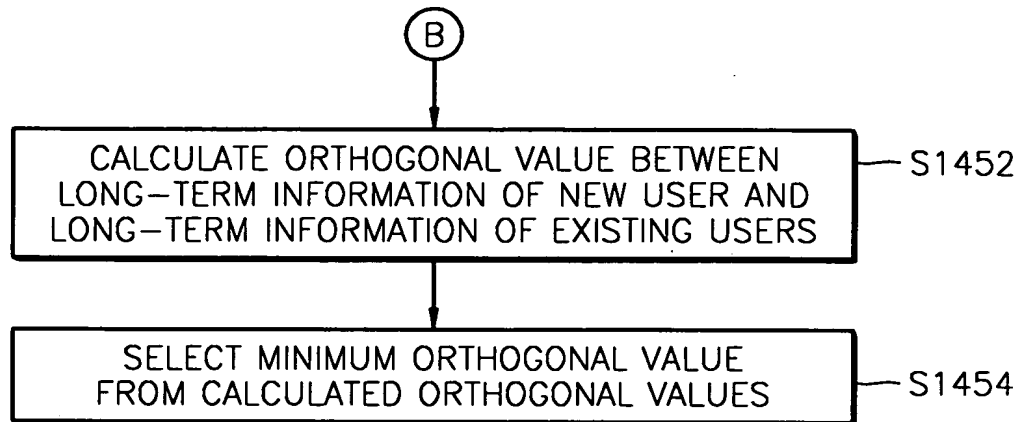 B
CALCULATE ORTHOGONAL VALUE BETWEEN
LONG-TERM INFORMATION OF NEW USER AND
LONG-TERM INFORMATION OF EXISTING USERS
S1452
SELECT MINIMUM ORTHOGONAL VALUE
FROM CALCULATED ORTHOGONAL VALUES
S1454